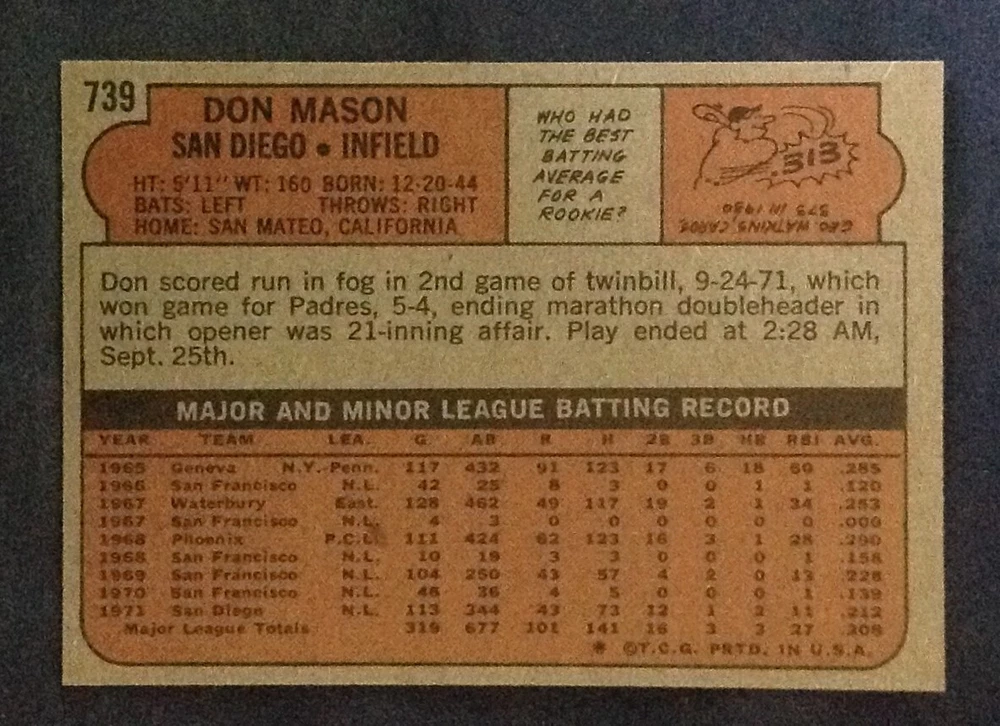 739
DON MASON
SAN DIEGO • INFIELD
HT: 5'11" WT: 160 BORN: 12-20-44
BATS: LEFT THROWS: RIGHT
HOME: SAN MATEO, CALIFORNIA
WHO HAD
THE BEST
BATTING
AVERAGE
FOR A
ROOKIE?
.313
GEO. WATKINS, CARDS,
Don scored run in fog in 2nd game of twinbill, 9-24-71, which
won game for Padres, 5-4, ending marathon doubleheader in
which opener was 21-inning affair. Play ended at 2:28 AM,
Sept. 25th.
MAJOR AND MINOR LEAGUE BATTING RECORD
YEAR TEAM LEA. G. AB R H 2B 3B HR RBI AVG.
1965 Geneva N.Y.-Penn. 117 432 91 123 17 6 18 60 .285
1966 San Francisco N.L. 42 25 8 3 0 0 1 1 .120
1967 Waterbury East. 128 462 49 117 19 2 1 34 .253
1967 San Francisco N.L. 4 3 0 0 0 0 0 0 .000
1968 Phoenix P.C.L. 111 424 62 123 16 3 1 28 .290
1968 San Francisco N.L. 10 19 3 3 0 0 0 1 .158
1969 San Francisco N.L. 104 250 43 57 4 2 0 13 .228
1970 San Francisco N.L. 46 36 4 5 0 0 0 1 .139
1971 San Diego N.L. 113 344 43 73 12 1 2 11 .212
Major League Totals 319 677 101 141 16 3 3 27 .208
* ©T.C.G. PRTD. IN U.S.A.